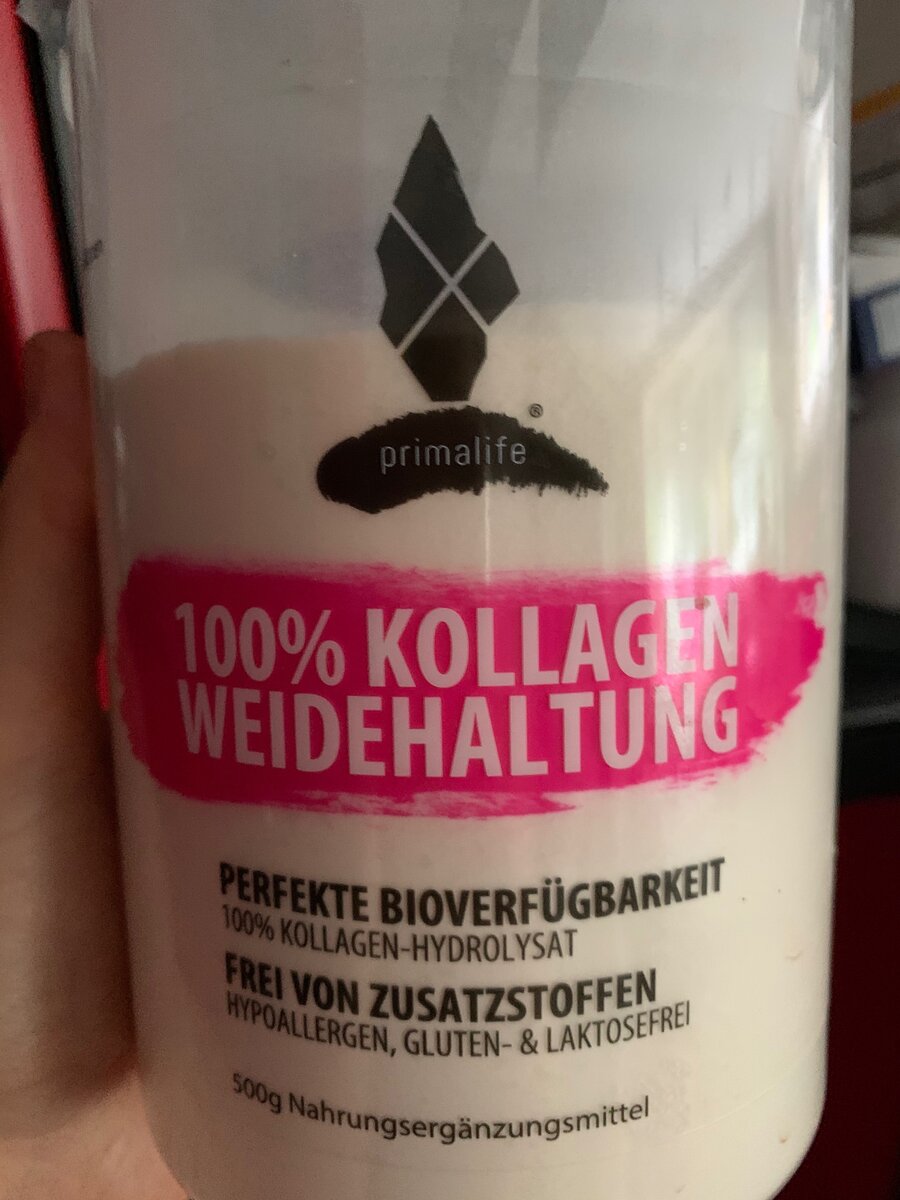 ®
primalife
100% KOLLAGEN
WEIDEHALTUNG
PERFEKTE BIOVERFÜGBARKEIT
100% KOLLAGEN-HYDROLYSAT
FREI VON ZUSATZSTOFFEN
HYPOALLERGEN, GLUTEN- & LAKTOSEFREI
500g Nahrungsergänzungsmittel